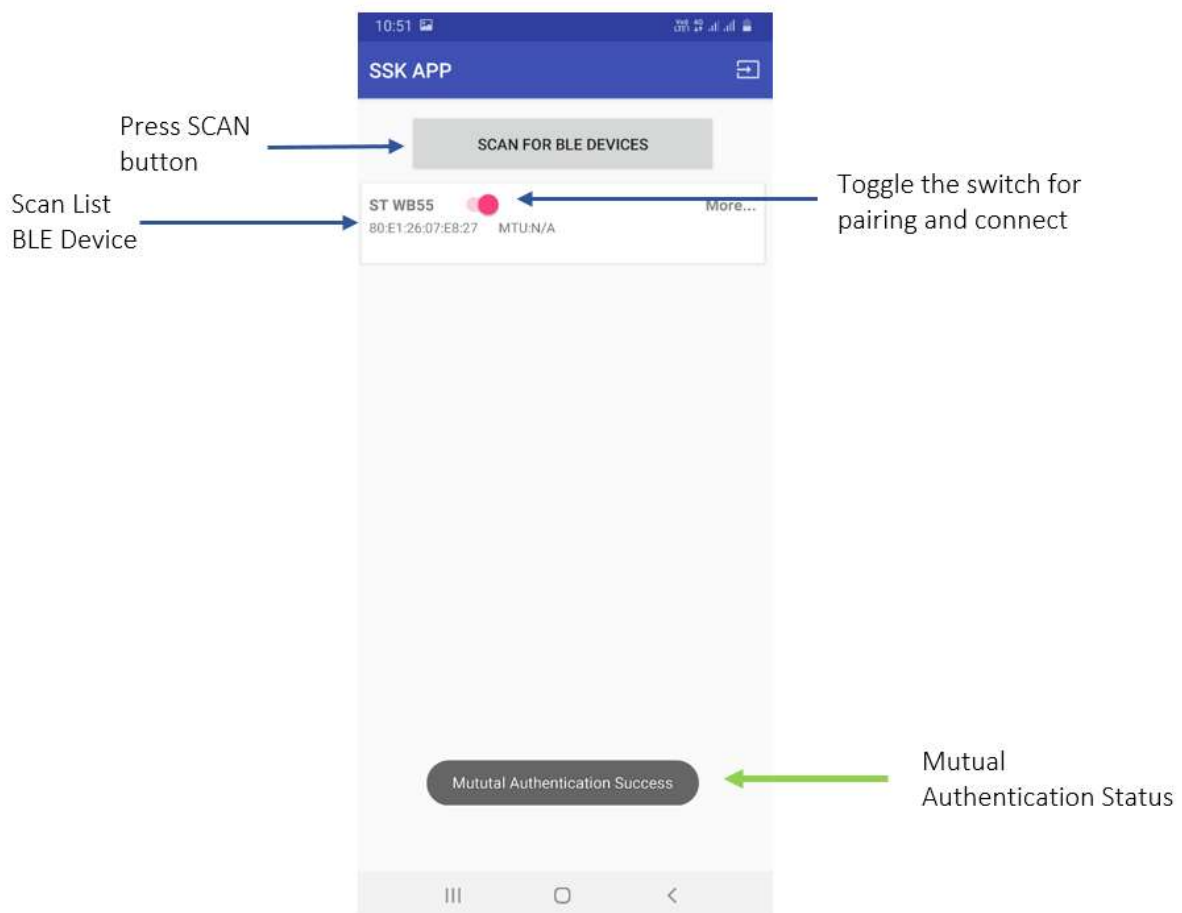 10:51
SSK APP
Press SCAN
button
SCAN FOR BLE DEVICES
Scan List
BLE Device
ST WB55
More...
80:E1:26:07:E8:27 MTU:N/A
Toggle the switch for
pairing and connect
Mututal Authentication Success
Mutual
Authentication Status